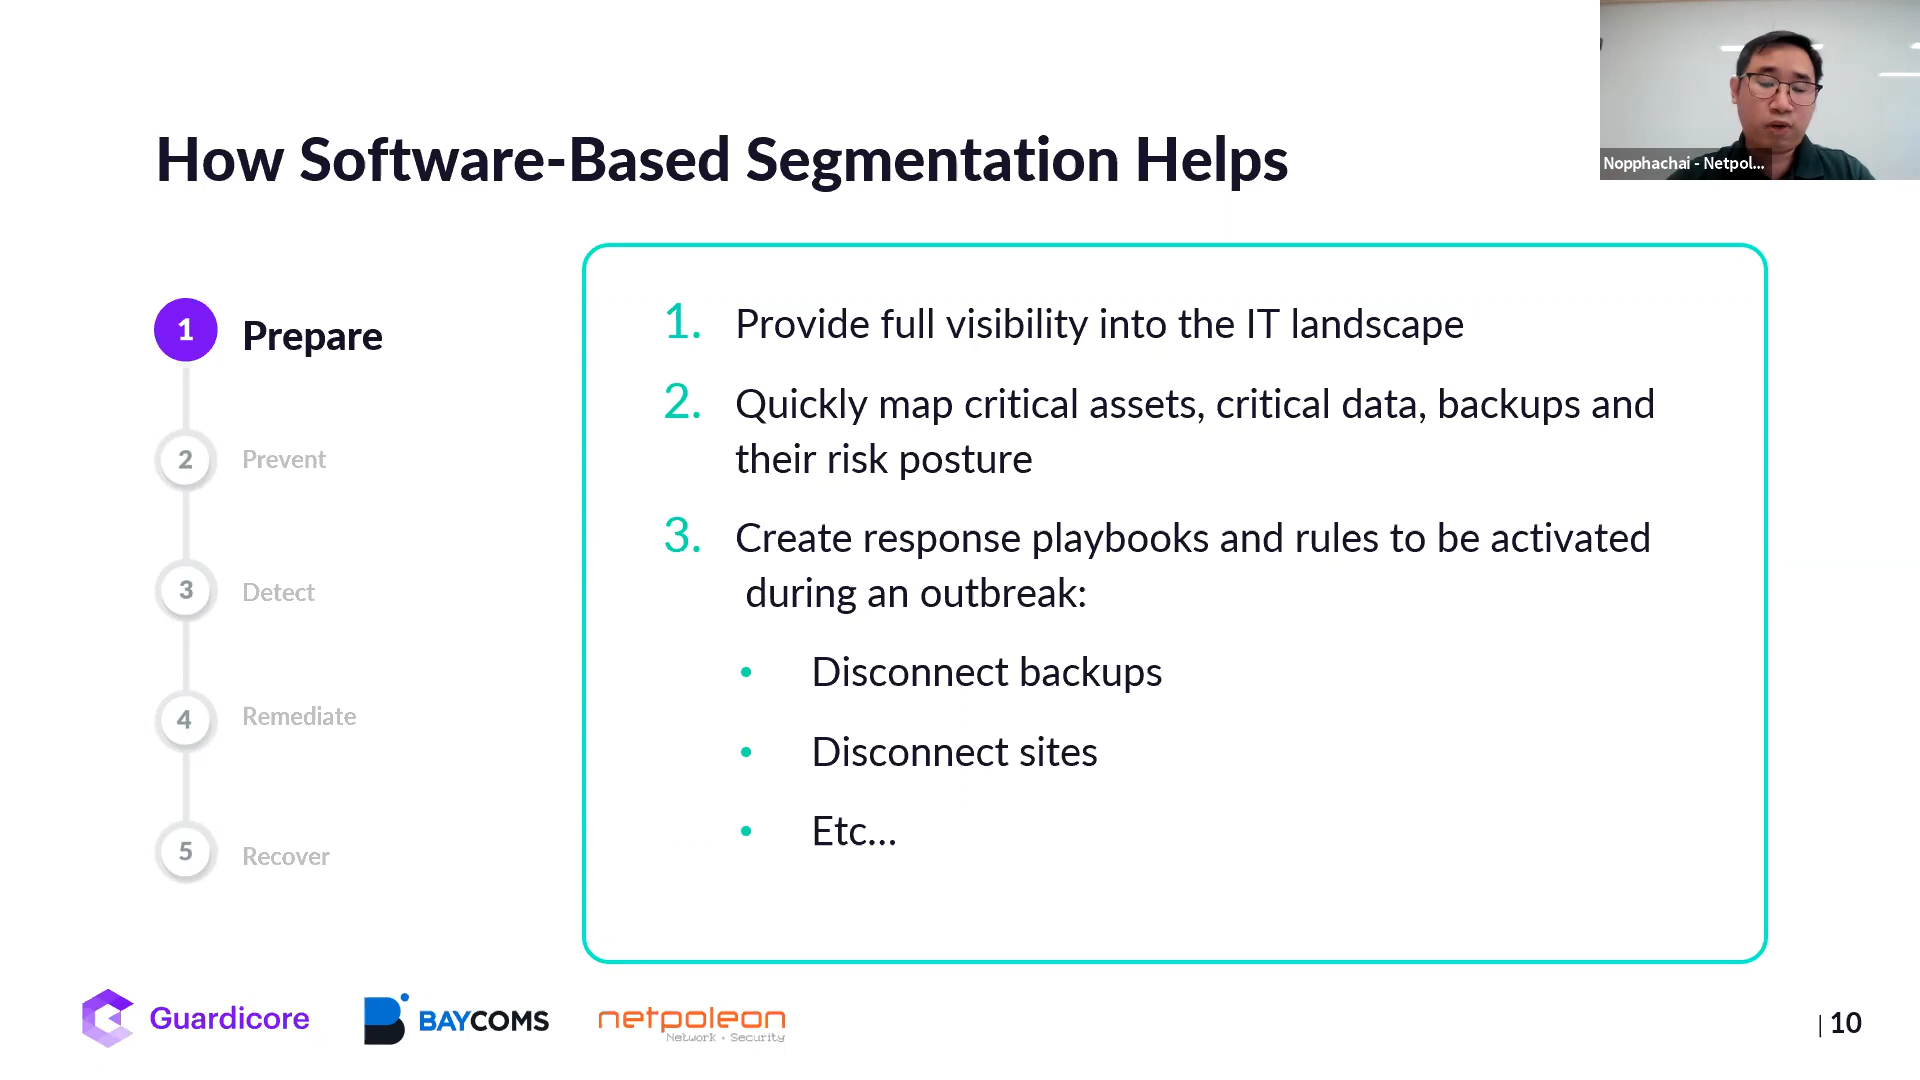 How Software-Based Segmentation Helps
Nopphachai - Netpol...
1
Prepare
2
Prevent
3
Detect
4
Remediate
5
Recover
1. Provide full visibility into the IT landscape
2. Quickly map critical assets, critical data, backups and
their risk posture
3. Create response playbooks and rules to be activated
during an outbreak:
• Disconnect backups
• Disconnect sites
• Etc...
Guardicore
BAYCOMS
netpoleon
Network • Security
| 10